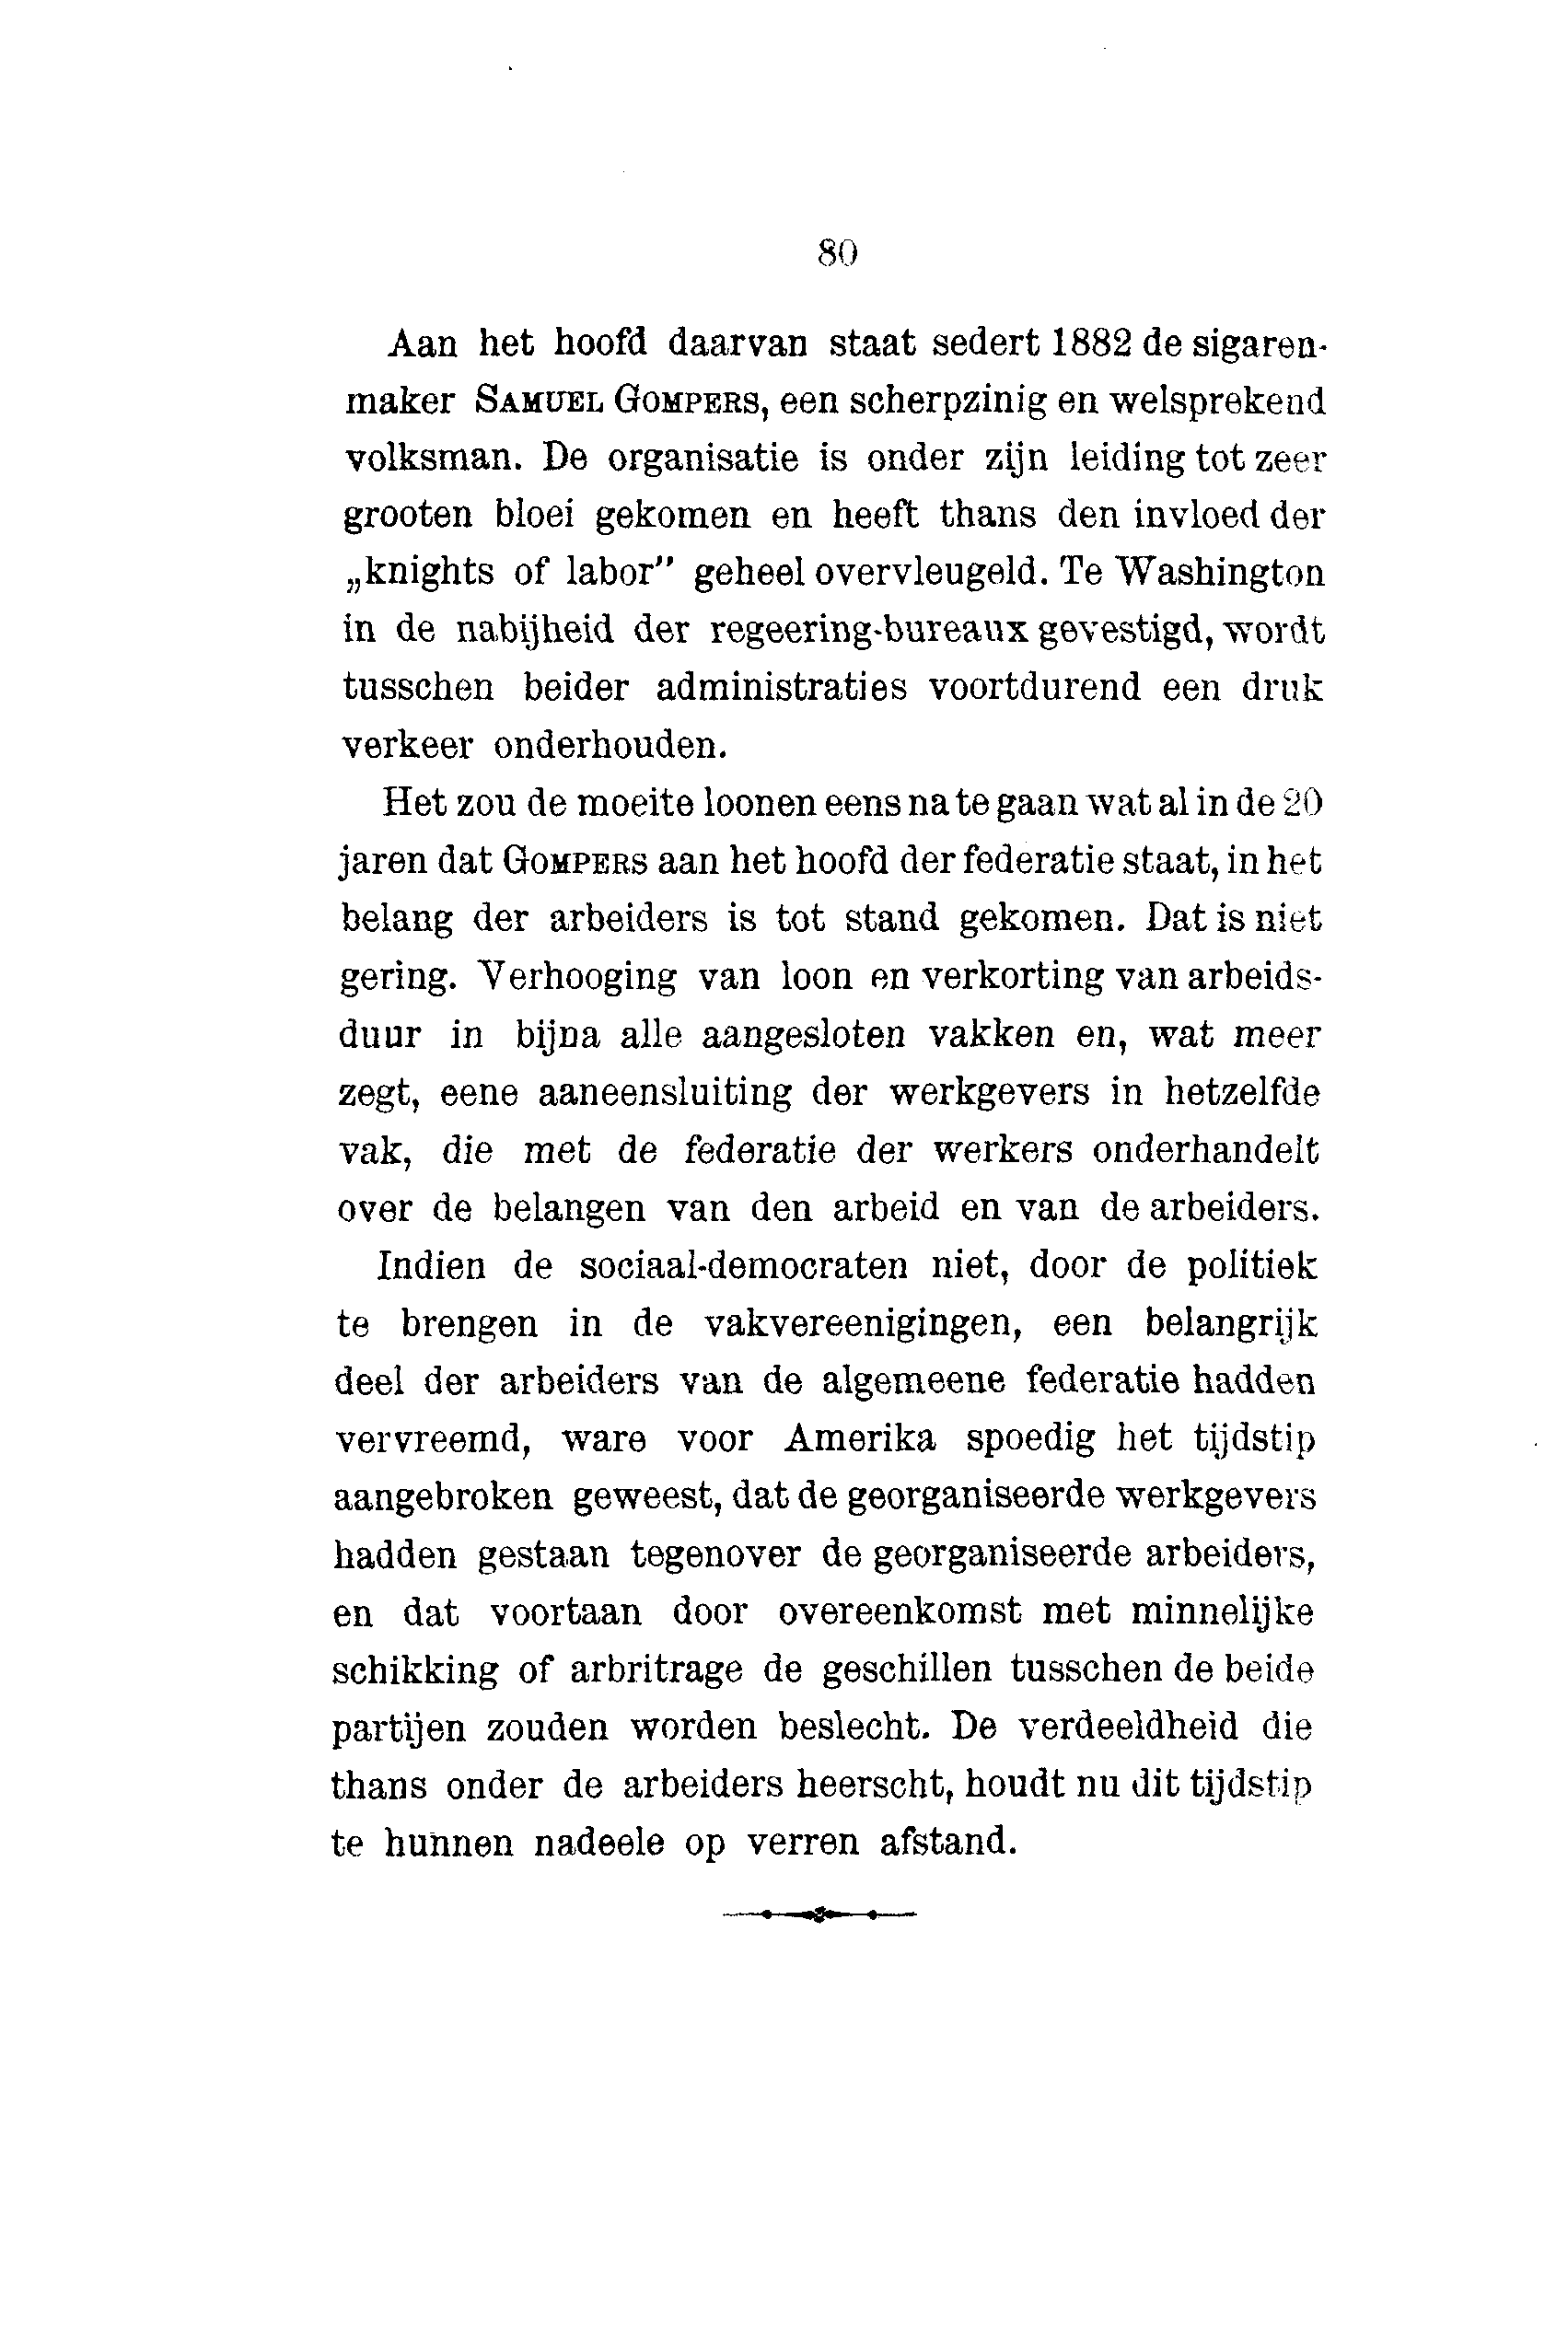 80
Aan het hoofd daarvan staat sedert 1882 de sigaren-
maker SAMUEL GOMPERS, een scherpzinig en welsprekend
volksman. De organisatie is onder zijn leiding tot zeer
grooten bloei gekomen en heeft thans den invloed der
„knights of labor” geheel overvleugeld. Te Washington
in de nabijheid der regeering-bureaux gevestigd, wordt
tusschen beider administraties voortdurend een druk
verkeer onderhouden.
Het zou de moeite loonen eens na te gaan wat al in de 20
jaren dat GOMPERS aan het hoofd der federatie staat, in het
belang der arbeiders is tot stand gekomen. Dat is niet
gering. Verhooging van loon en verkorting van arbeids-
duur in bijna alle aangesloten vakken en, wat meer
zegt, eene aaneensluiting der werkgevers in hetzelfde
vak, die met de federatie der werkers onderhandelt
over de belangen van den arbeid en van de arbeiders.
Indien de sociaal-democraten niet, door de politiek
te brengen in de vakvereenigingen, een belangrijk
deel der arbeiders van de algemeene federatie hadden
vervreemd, ware voor Amerika spoedig het tijdstip
aangebroken geweest, dat de georganiseerde werkgevers
hadden gestaan tegenover de georganiseerde arbeiders,
en dat voortaan door overeenkomst met minnelijke
schikking of arbritrage de geschillen tusschen de beide
partijen zouden worden beslecht. De verdeeldheid die
thans onder de arbeiders heerscht, houdt nu dit tijdstip
te hunnen nadeele op verren afstand.